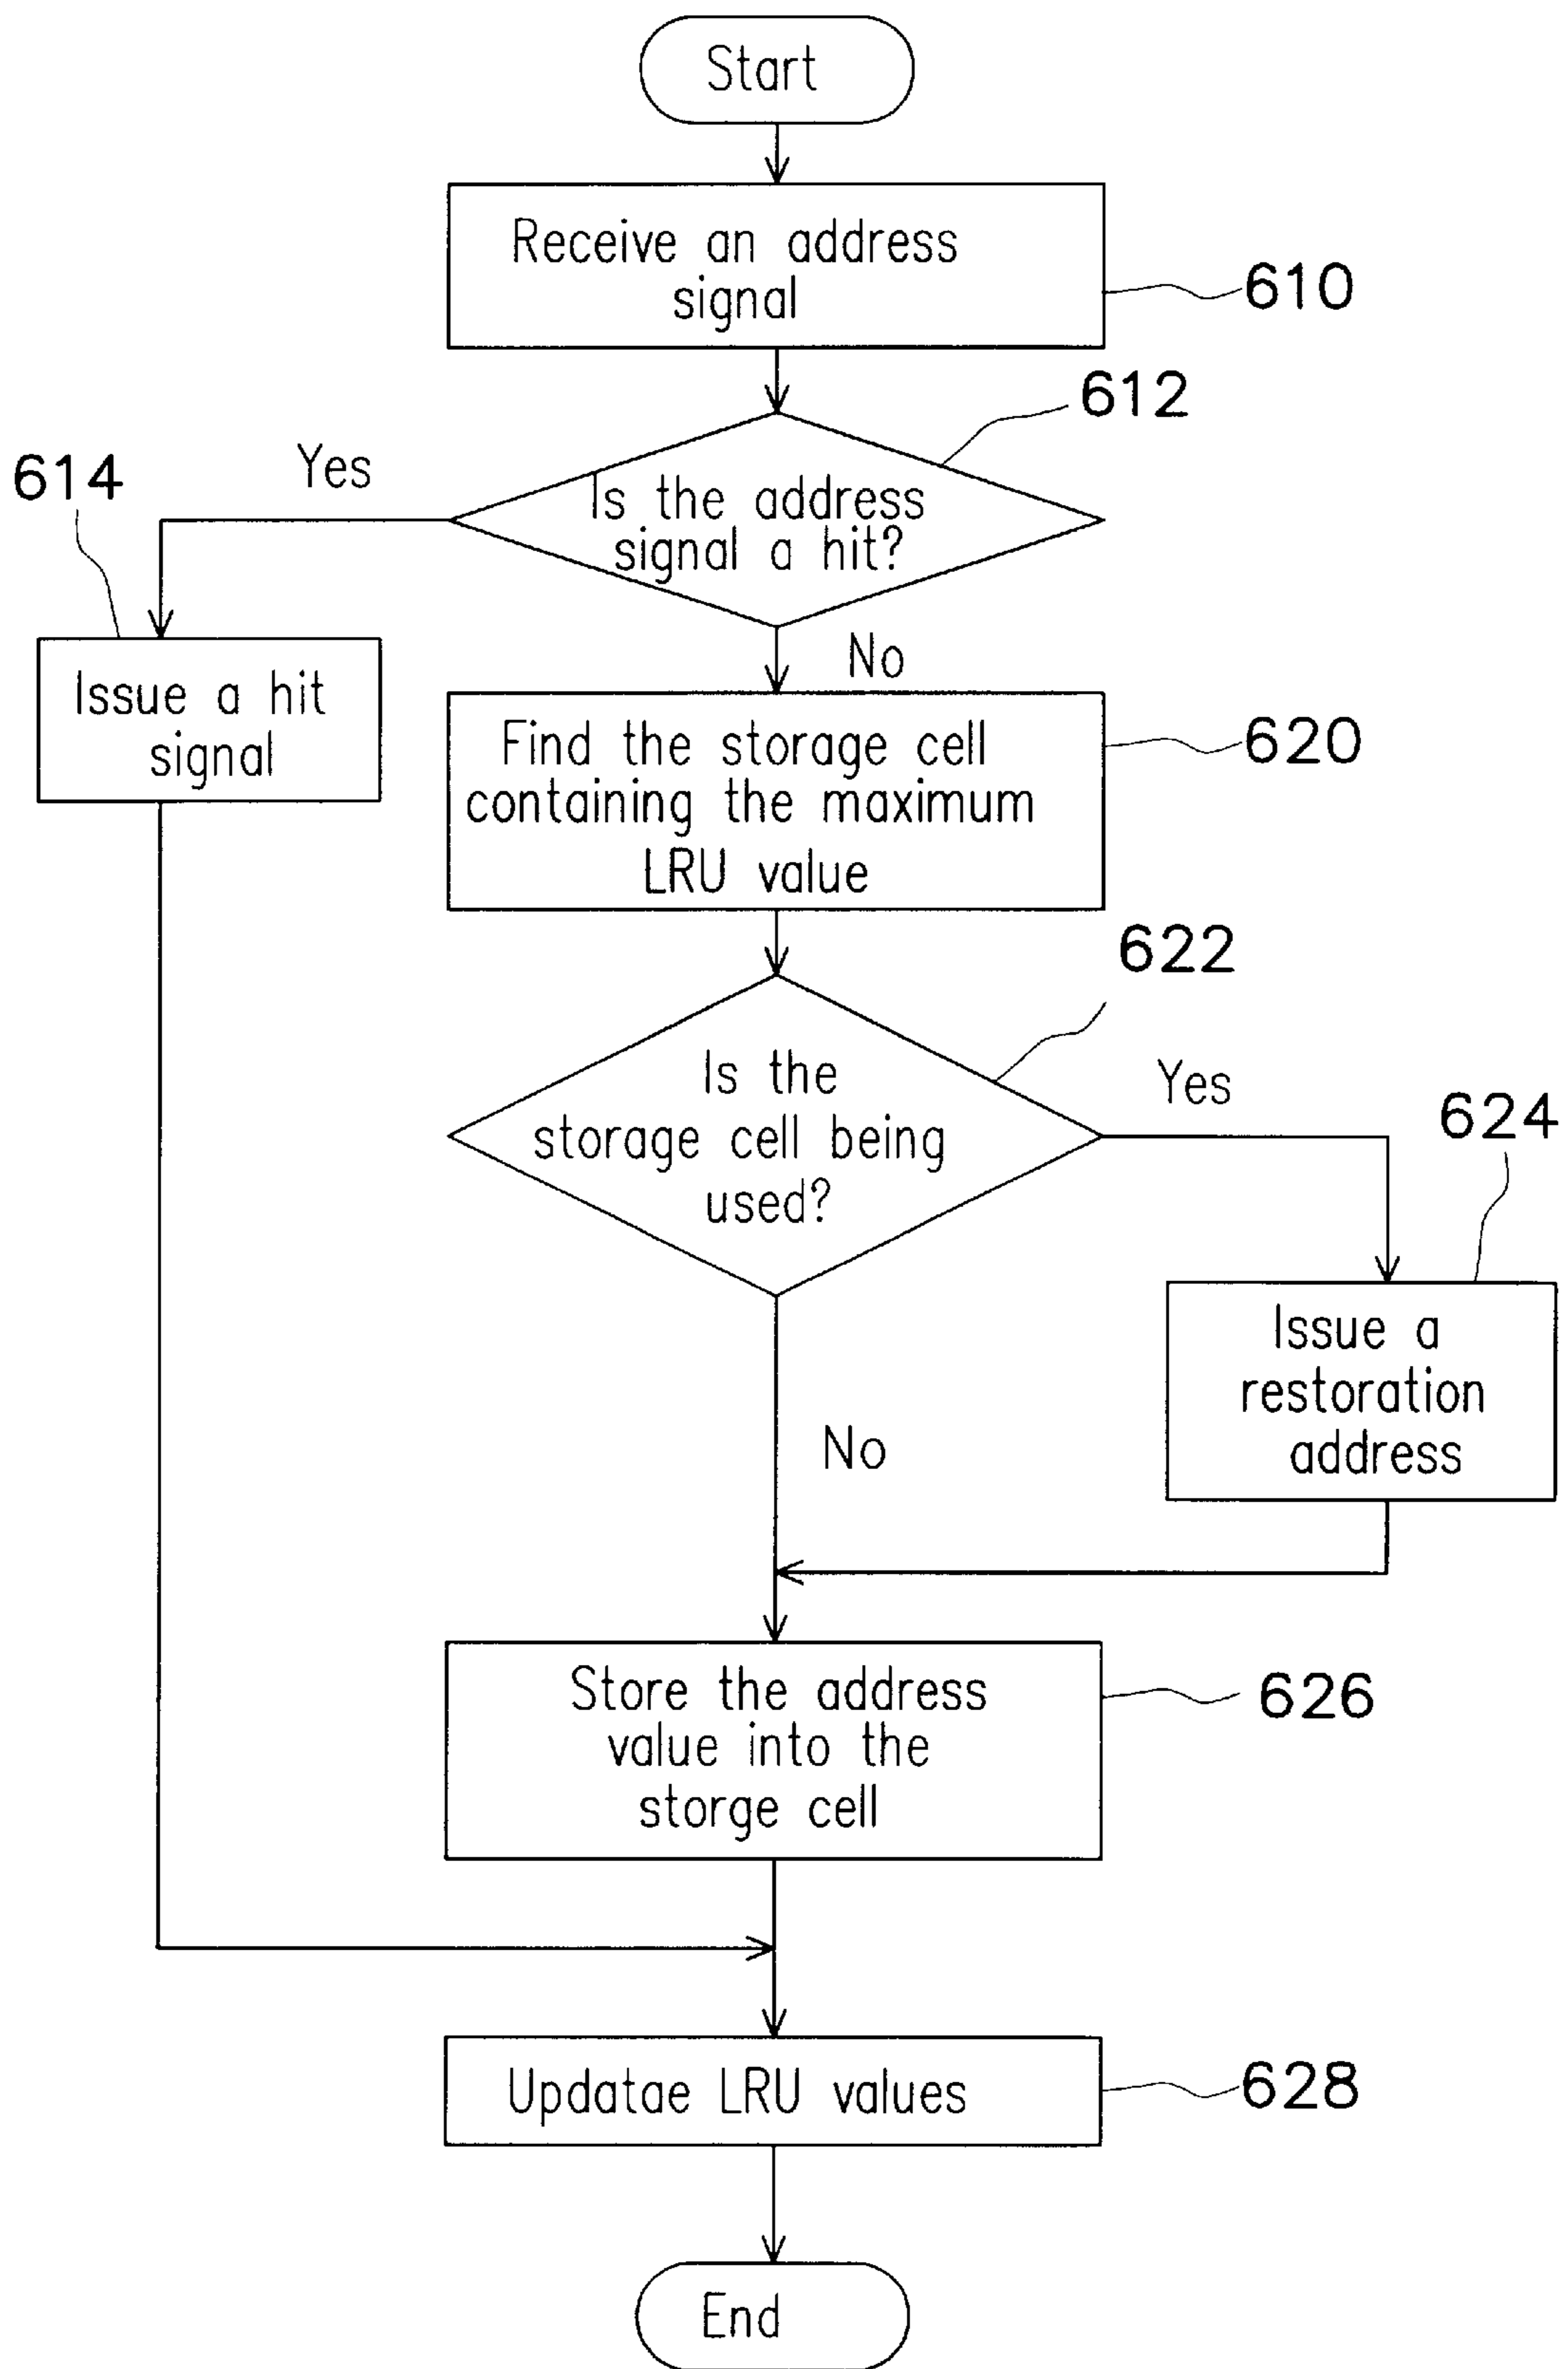 Start
Receive an address
signal
610
612
Yes
614
Is the address
signal a hit?
No
Issue a hit
signal
Find the storage cell
containing the maximum
LRU value
620
622
Is the
storage cell being
used?
Yes
624
Issue a
restoration
address
No
Store the address
value into the
storge cell
626
Updatae LRU values
628
End